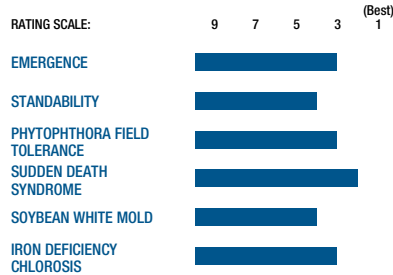 (Best)
RATING SCALE: 9 7 5 3 1
EMERGENCE
STANDABILITY
PHYTOPHTHORA FIELD
TOLERANCE
SUDDEN DEATH
SYNDROME
SOYBEAN WHITE MOLD
IRON DEFICIENCY
CHLOROSIS